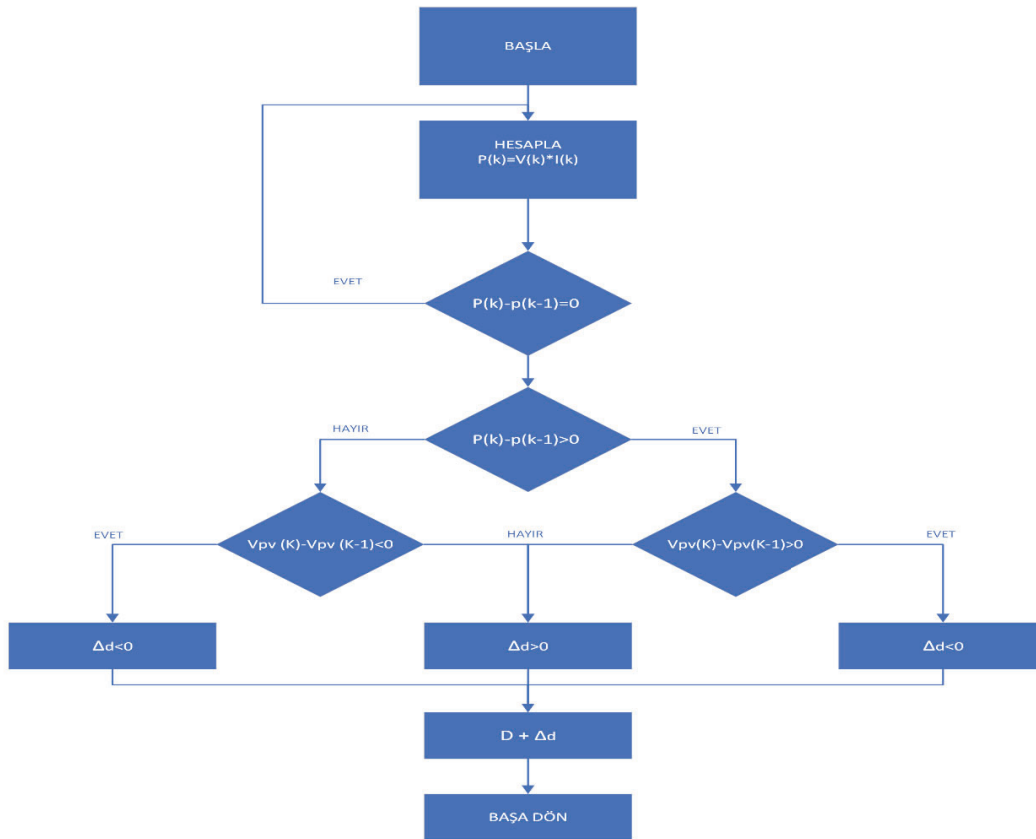 BAŞLA
HESAPLA
P(k)=V(k)*I(k)
EVET
P(k)-p(k-1)=0
HAYIR
P(k)-p(k-1)>0
EVET
EVET
Vpv (K)-Vpv (K-1)<0
HAYIR
Vpv(K)-Vpv(K-1)>0
EVET
Δd<0
Δd>0
Δd<0
D + Δd
BAŞA DÖN